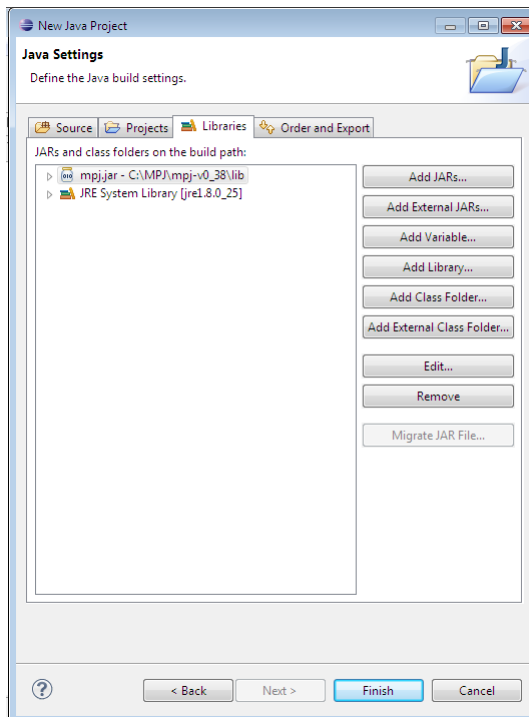 New Java Project
Java Settings
Define the Java build settings.
Source Projects Libraries Order and Export
JARs and class folders on the build path:
mpj.jar - C:\MPJ\mpj-v0_38\lib
JRE System Library [jre1.8.0_25]
Add JARs...
Add External JARs...
Add Variable...
Add Library...
Add Class Folder...
Add External Class Folder...
Edit...
Remove
Migrate JAR File...
? < Back Next > Finish Cancel